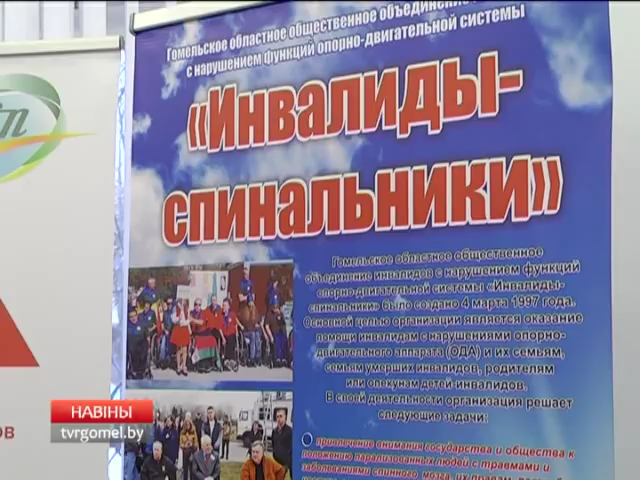 Гомельское областное общественное объединение
с нарушением функций опорно-двигательной системы
«Инвалиды-
спинальники»
Гомельское областное общественное
объединение инвалидов с нарушением функций
опорно-двигательной системы «Инвалиды-
спинальники» было создано 4 марта 1997 года.
Основной целью организации является оказание
помощи инвалидам с нарушениями опорно-
двигательного аппарата (ОДА) и их семьям,
семьям умерших инвалидов, родителям
или опекунам детей инвалидов.
В своей деятельности организация решает
следующие задачи:
привлечение внимания государства и общества к
положению парализованных людей с травмами и
заболеваниями спинного мозга, их правам
НАВІНЫ
tvrgomel.by